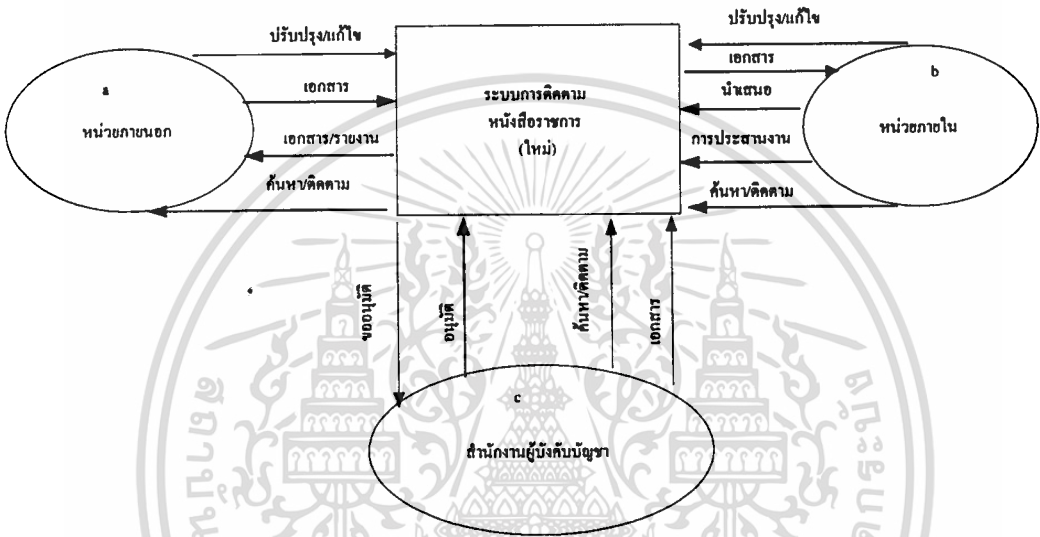 ปรับปรุง/แก้ไข
ปรับปรุง/แก้ไข
a
เอกสาร
ระบบการติดตาม
หนังสือราชการ
(ใหม่)
เอกสาร
b
หน่วยภายนอก
นำเสนอ
หน่วยภายใน
เอกสาร/รายงาน
การประสานงาน
ค้นหา/ติดตาม
ค้นหา/ติดตาม
ขออนุมัติ
อนุมัติ
ค้นหา/ติดตาม
เอกสาร
c
สำนักงานผู้บังคับบัญชา